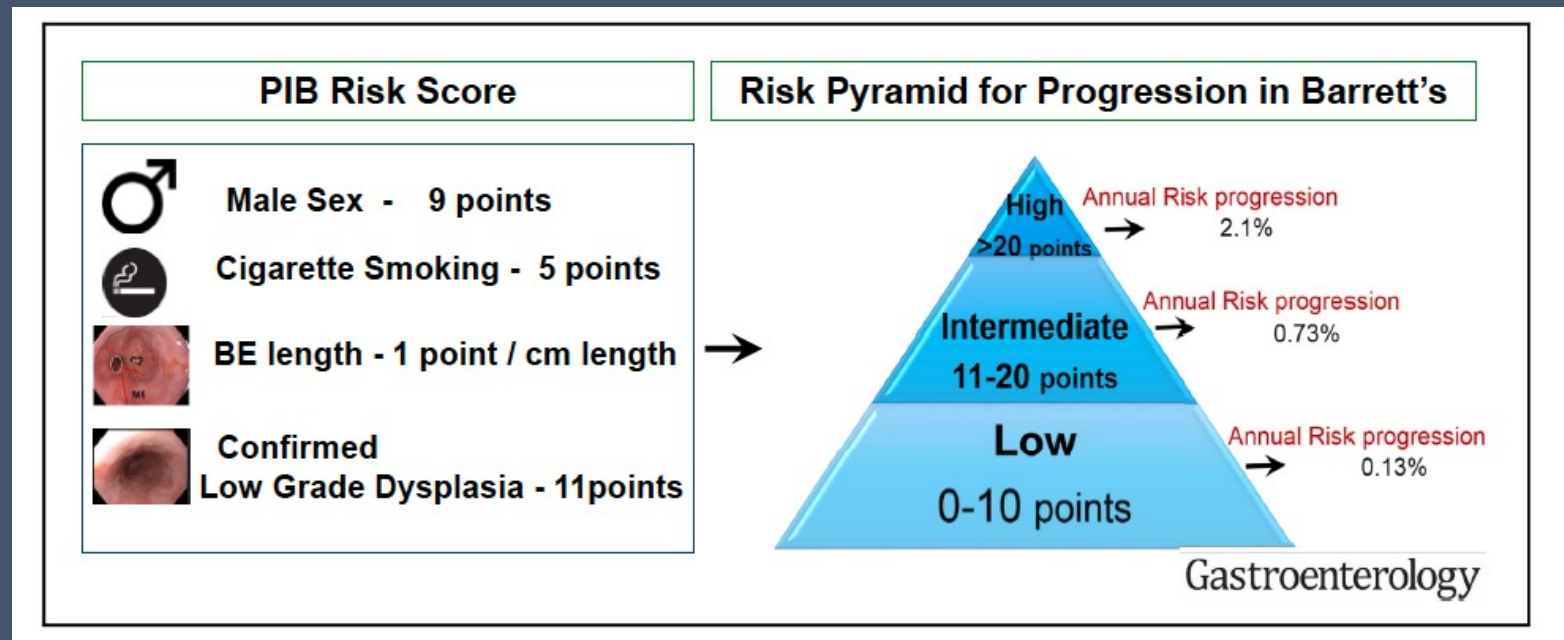 PIB Risk Score
Male Sex - 9 points
Cigarette Smoking - 5 points
BE length - 1 point / cm length
Confirmed
Low Grade Dysplasia - 11points
C2
M5
Risk Pyramid for Progression in Barrett's
High
>20 points
Annual Risk progression
2.1%
Intermediate
11-20 points
Annual Risk progression
0.73%
Low
0-10 points
Annual Risk progression
0.13%
Gastroenterology